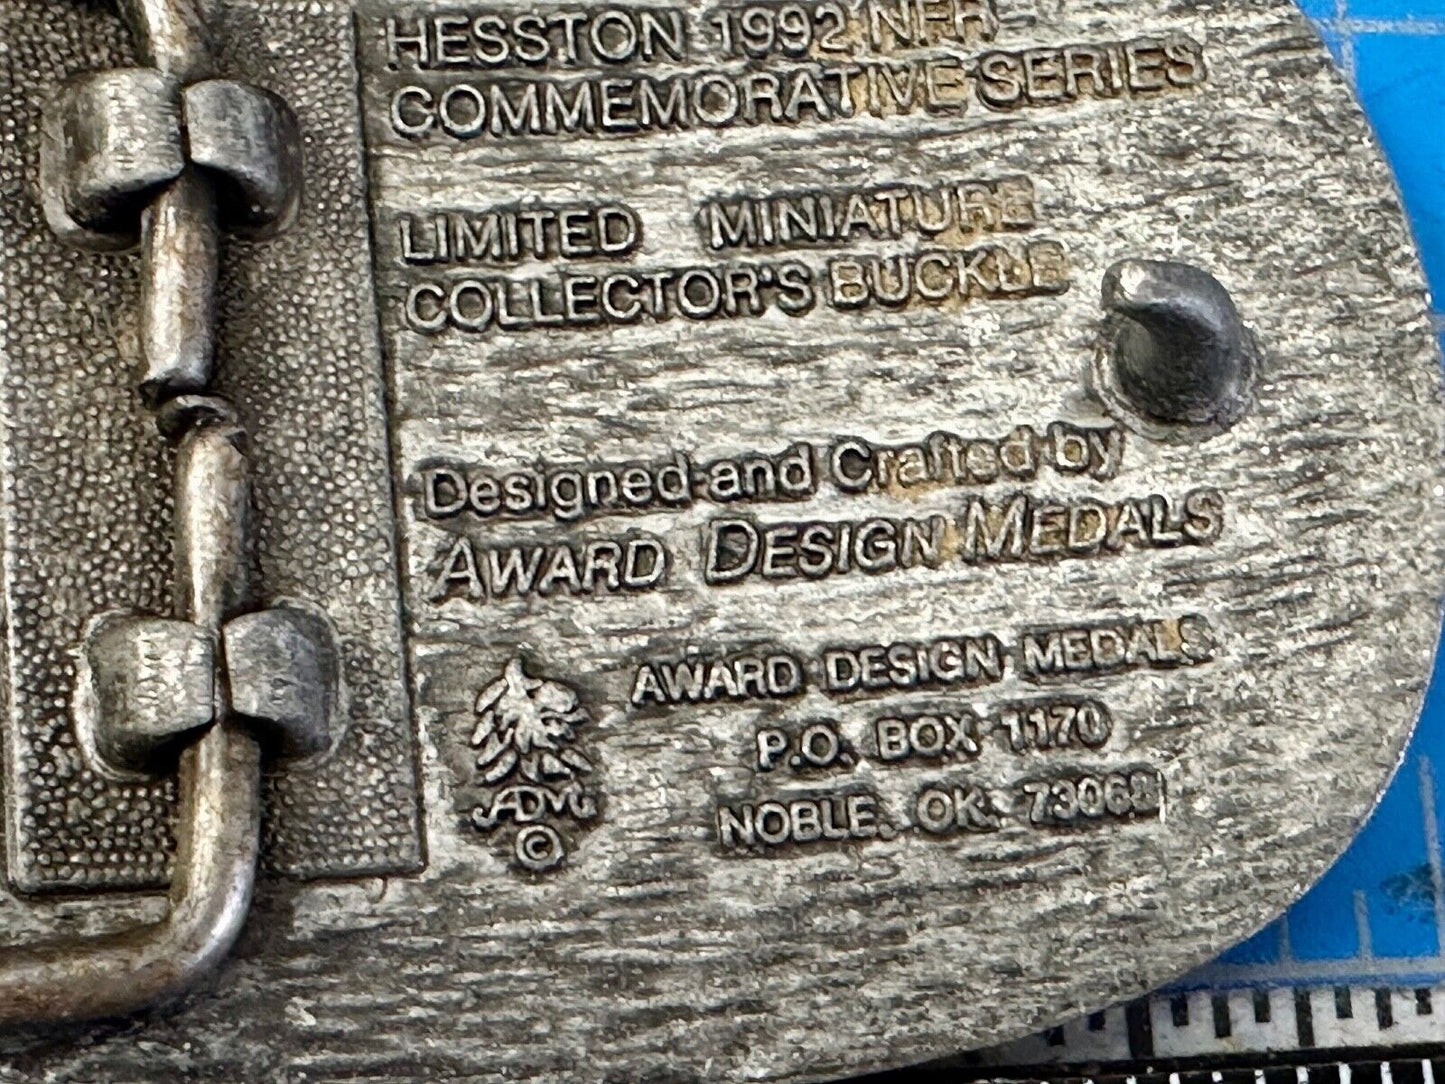 HESSTON 1992 NFR
COMMEMORATIVE SERIES
LIMITED MINIATURE
COLLECTOR'S BUCKLE
Designed and Crafted by
AWARD DESIGN MEDALS
ADM
©
AWARD DESIGN MEDALS
P.O. BOX 1170
NOBLE, OK. 73068